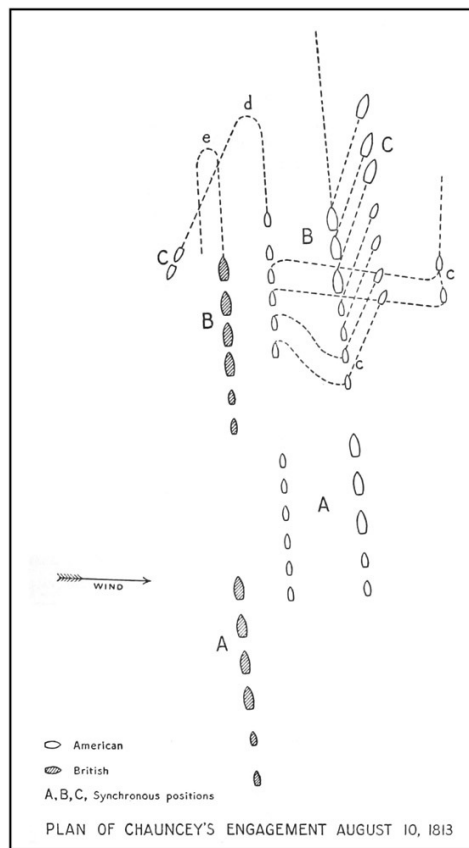 d
e
C
B
C
C
B
c
c
c
A
WIND
A
American
British
A,B,C, Synchronous positions
PLAN OF CHAUNCEY'S ENGAGEMENT AUGUST 10, 1813